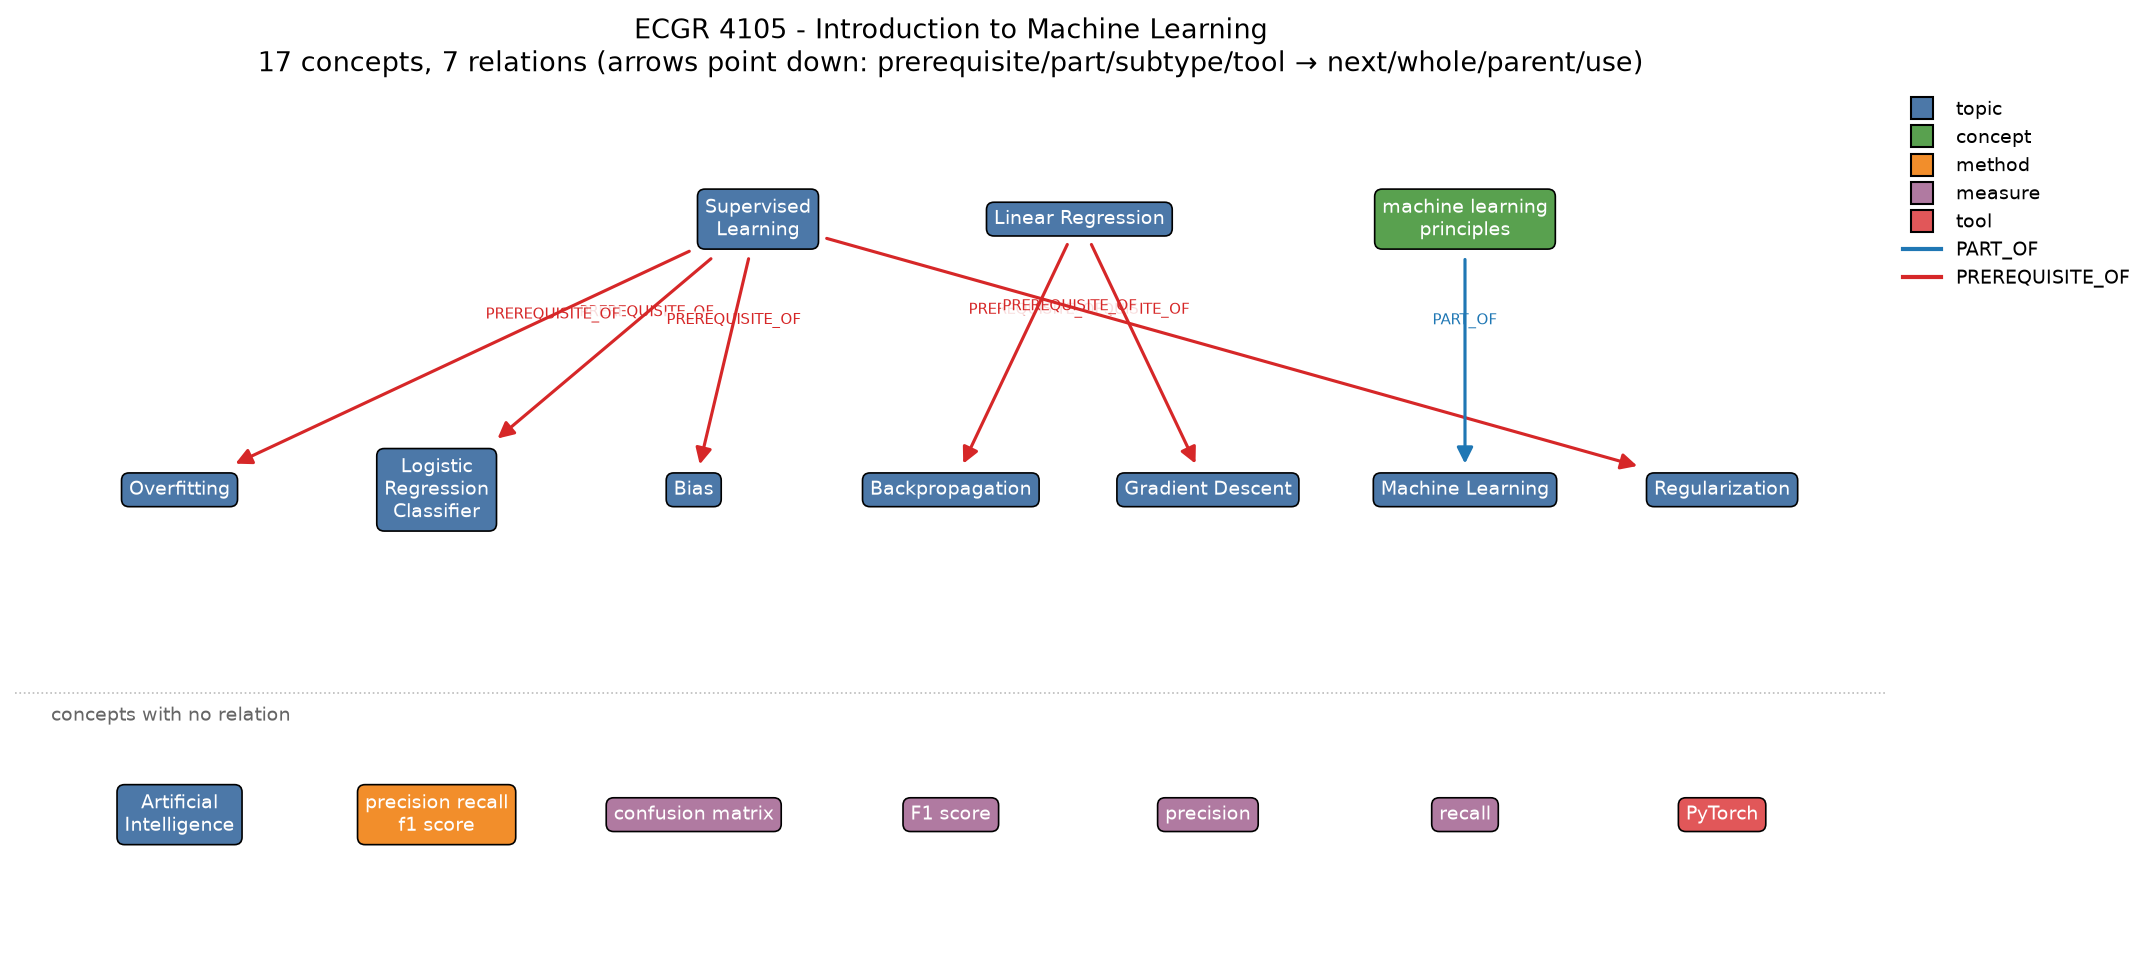 ECGR 4105 - Introduction to Machine Learning
17 concepts, 7 relations (arrows point down: prerequisite/part/subtype/tool → next/whole/parent/use)
topic
concept
method
measure
tool
PART_OF
PREREQUISITE_OF
Supervised
Learning
Linear Regression
machine learning
principles
PREREQUISITE_OF
PREREQUISITE_OF
PREREQUISITE_OF
PREREQUISITE_OF
PART_OF
Overfitting
Logistic
Regression
Classifier
Bias
Backpropagation
Gradient Descent
Machine Learning
Regularization
concepts with no relation
Artificial
Intelligence
precision recall
f1 score
confusion matrix
F1 score
precision
recall
PyTorch